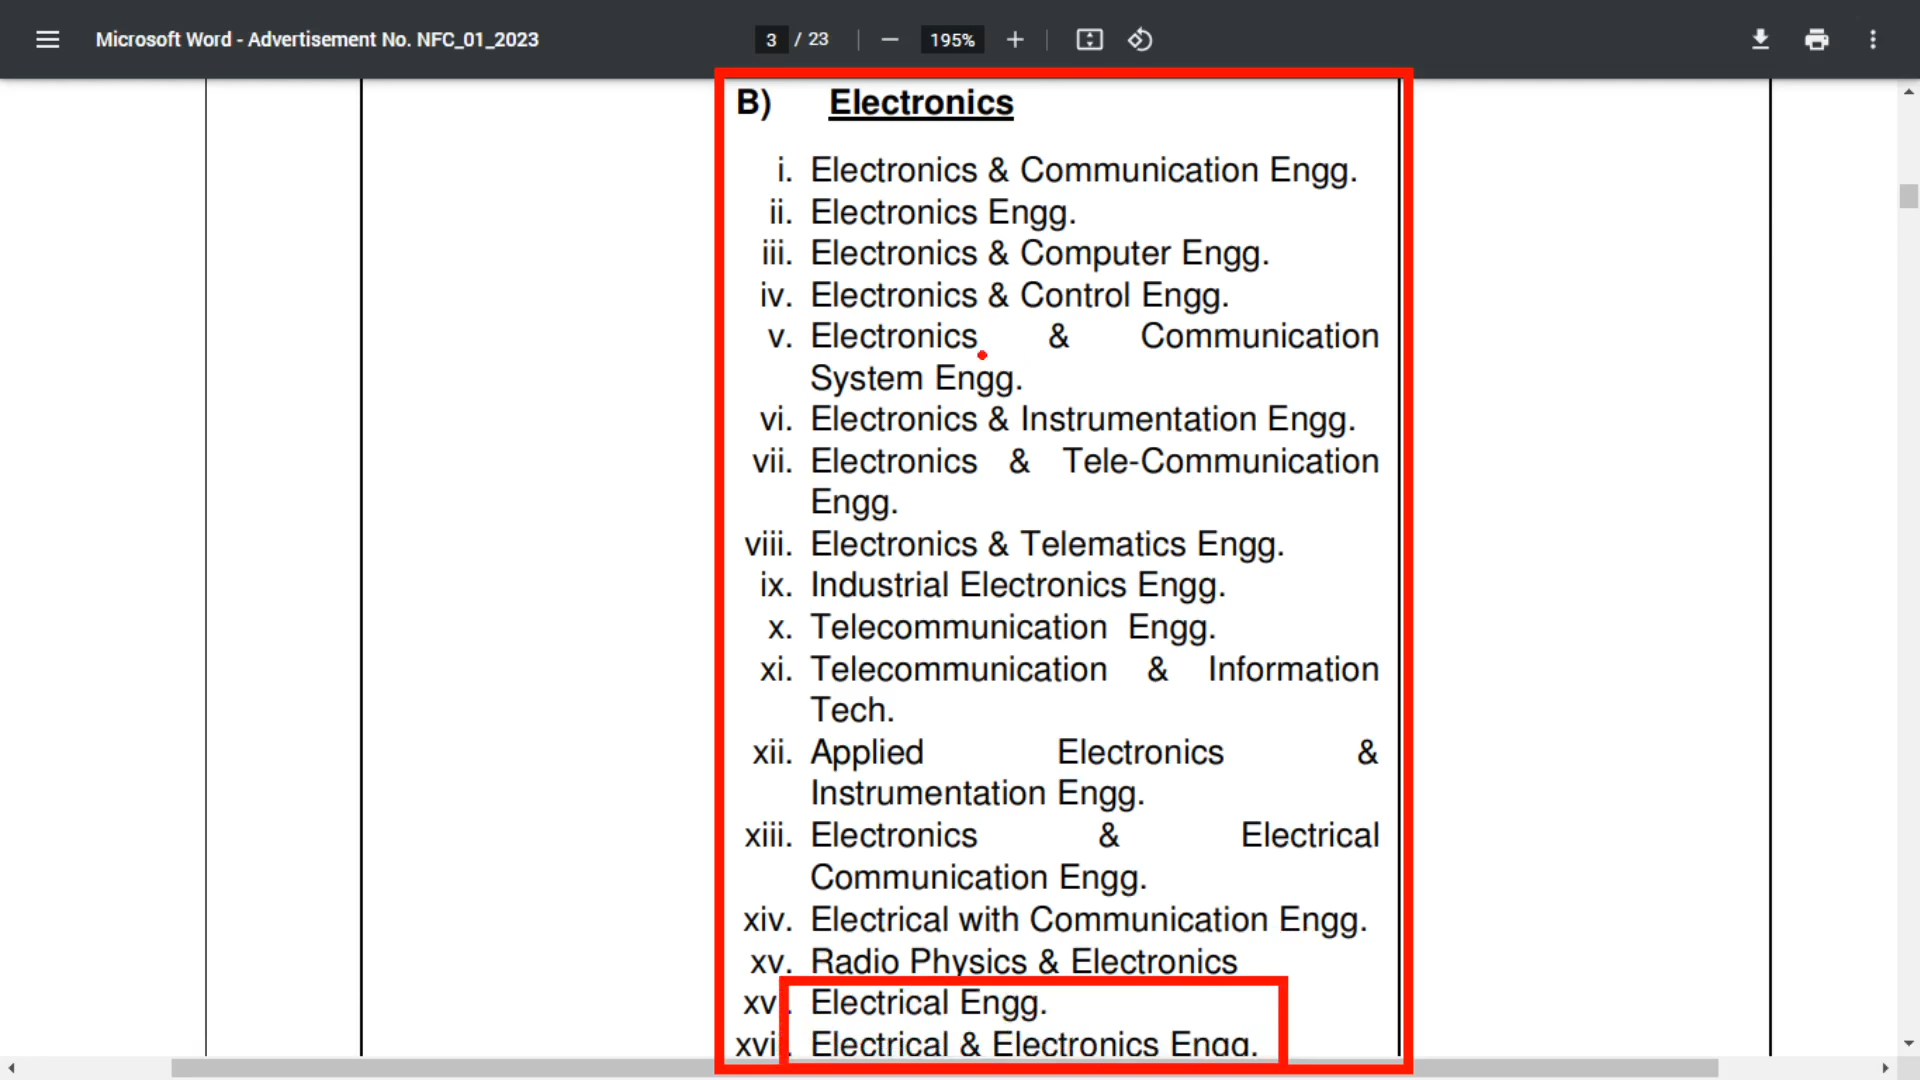 Microsoft Word - Advertisement No. NFC_01_2023
3 / 23
195%
B) Electronics
i. Electronics & Communication Engg.
ii. Electronics Engg.
iii. Electronics & Computer Engg.
iv. Electronics & Control Engg.
v. Electronics & Communication
System Engg.
vi. Electronics & Instrumentation Engg.
vii. Electronics & Tele-Communication
Engg.
viii. Electronics & Telematics Engg.
ix. Industrial Electronics Engg.
x. Telecommunication Engg.
xi. Telecommunication & Information
Tech.
xii. Applied Electronics &
Instrumentation Engg.
xiii. Electronics & Electrical
Communication Engg.
xiv. Electrical with Communication Engg.
xv. Radio Physics & Electronics
xv. Electrical Engg.
xvi. Electrical & Electronics Engg.